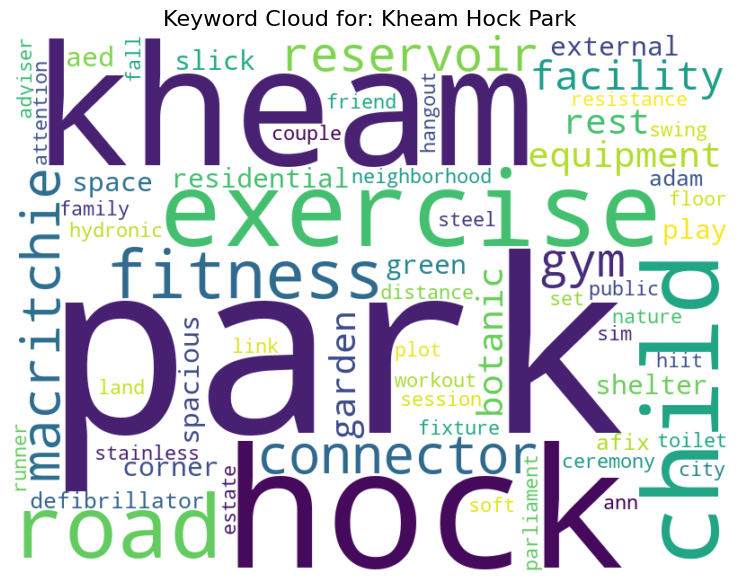 Keyword Cloud for: Kheam Hock Park
adviser
attention
aed
fall
slick
reservoir
external
kheam
friend
couple
hangout
facility
resistance
rest
swing
equipment
space
residential
neighborhood
adam
family
hydronic
exercise
steel
floor
play
macritchie
fitness
green
distance
gym
set
public
nature
sim
child
park
spacious
link
garden
plot
botanic
land
workout
session
fixture
hiit
shelter
runner
stainless
corner
connector
afix
toilet
ceremony
city
defibrillator
estate
road
hock
soft
parliament
ann